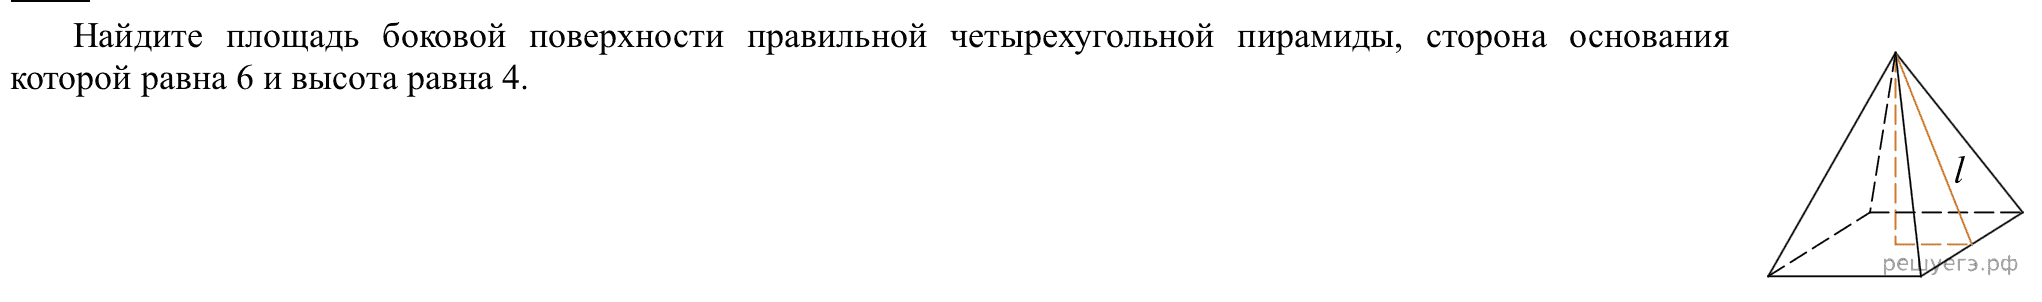 Найдите площадь боковой поверхности правильной четырехугольной пирамиды, сторона основания
которой равна 6 и высота равна 4.
l
решуегэ.рф